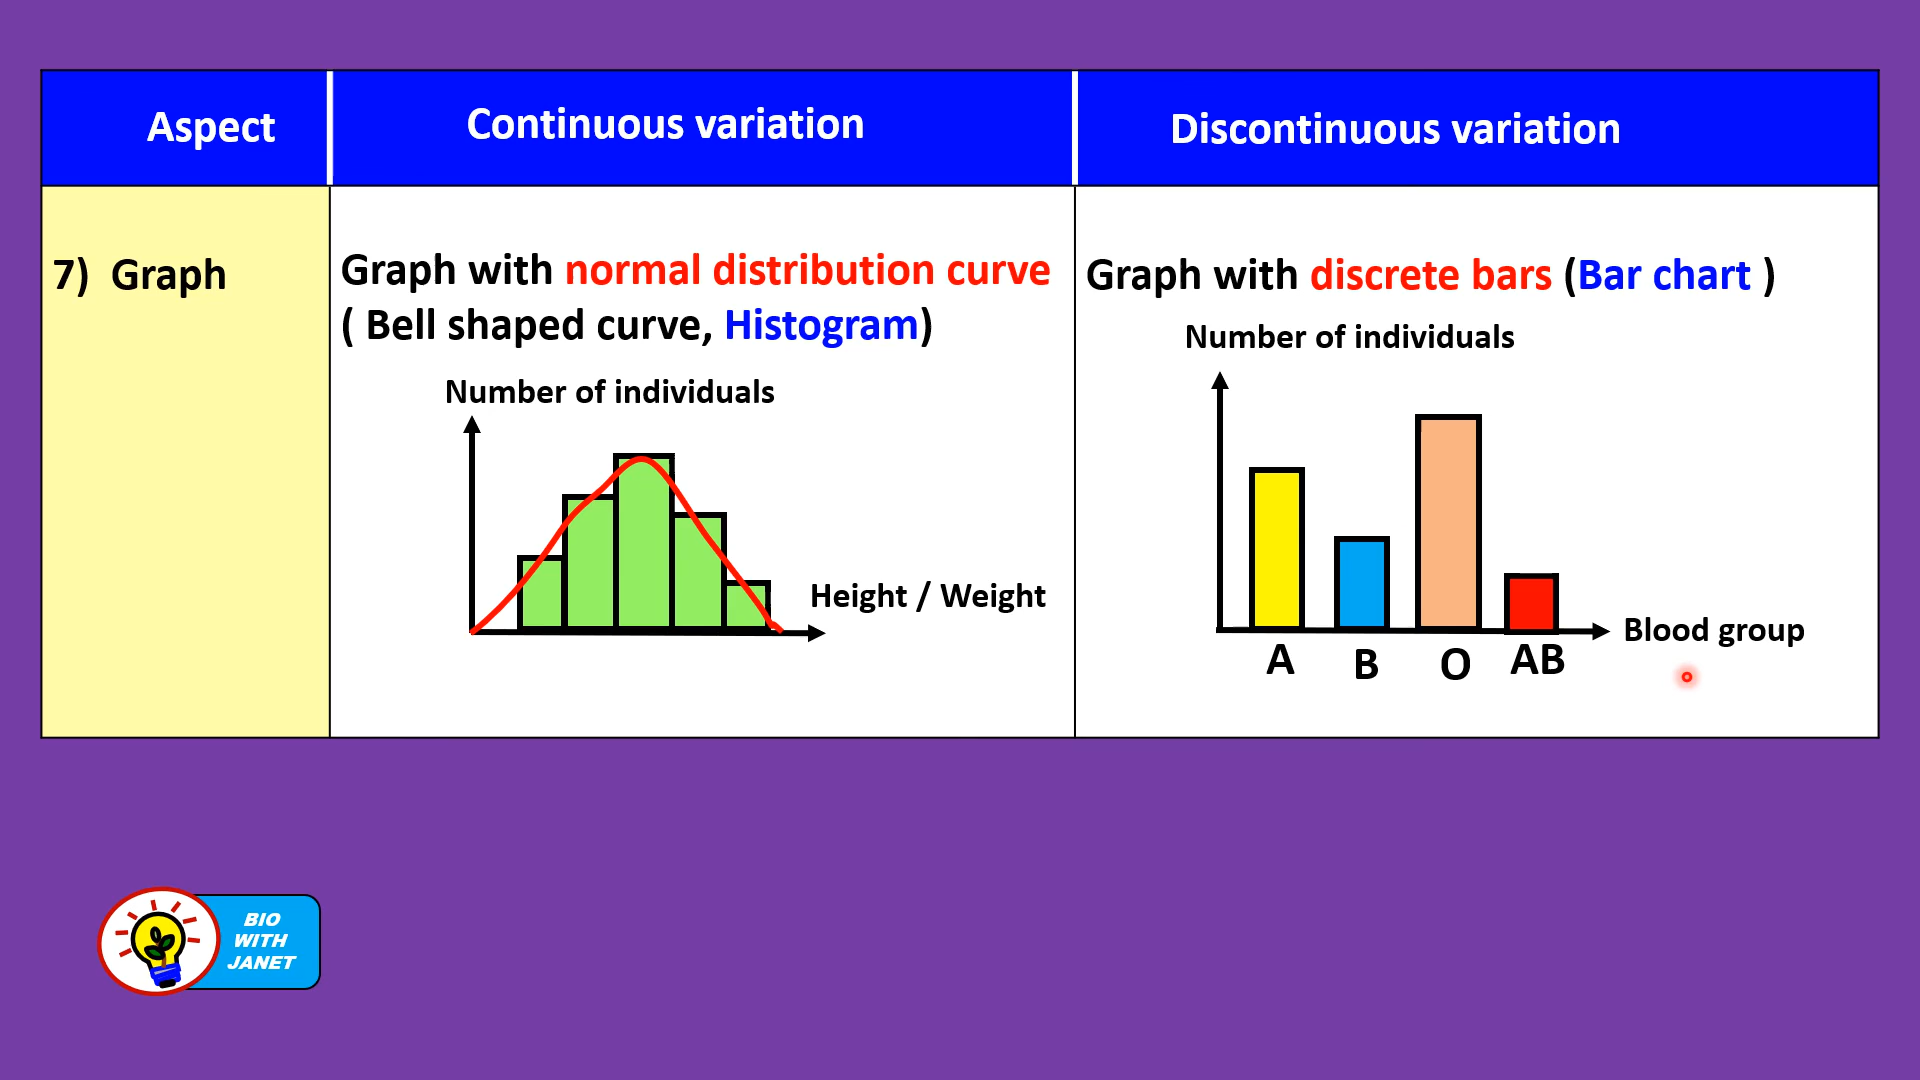 Aspect
Continuous variation
Discontinuous variation
7) Graph
Graph with normal distribution curve
( Bell shaped curve, Histogram)
Number of individuals
Height / Weight
Graph with discrete bars (Bar chart )
Number of individuals
Blood group
A B O AB
BIO
WITH
JANET